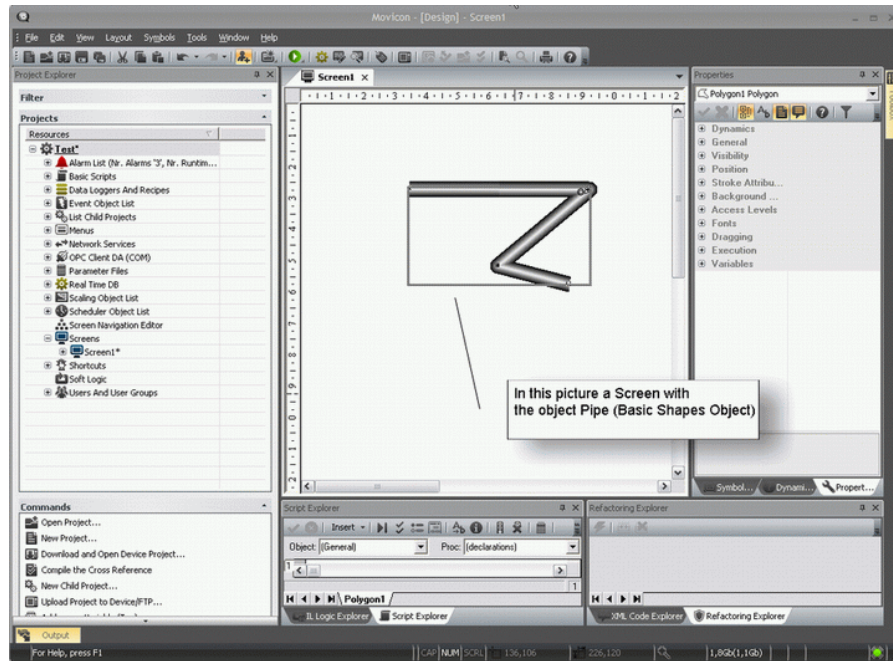 Movicon - [Design] - Screen1
File Edit View Layout Symbols Tools Window Help
Project Explorer
Screen1
Properties
Filter
Polygon1 Polygon
Projects
Resources
Dynamics
General
Test*
Visibility
Alarm List (Nr. Alarms '3', Nr. Runtim...
Position
Basic Scripts
Stroke Attribu...
Data Loggers And Recipes
Background ...
Event Object List
Access Levels
List Child Projects
Fonts
Menus
Dragging
Network Services
Execution
OPC Client DA (COM)
Variables
Parameter Files
Real Time DB
Scaling Object List
Scheduler Object List
Screen Navigation Editor
Screens
Screen1*
Shortcuts
Soft Logic
Users And User Groups
In this picture a Screen with
the object Pipe (Basic Shapes Object)
Symbol... Dynami... Propert...
Commands
Script Explorer
Refactoring Explorer
Open Project...
New Project...
Insert
Download and Open Device Project...
Object: (General) Proc: (declarations)
Compile the Cross Reference
New Child Project...
Upload Project to Device/FTP...
Polygon1
IL Logic Explorer Script Explorer
XML Code Explorer Refactoring Explorer
Output
For Help, press F1
CAP NUM SCRL 136,106 226,120 1,8Gb(1,1Gb)